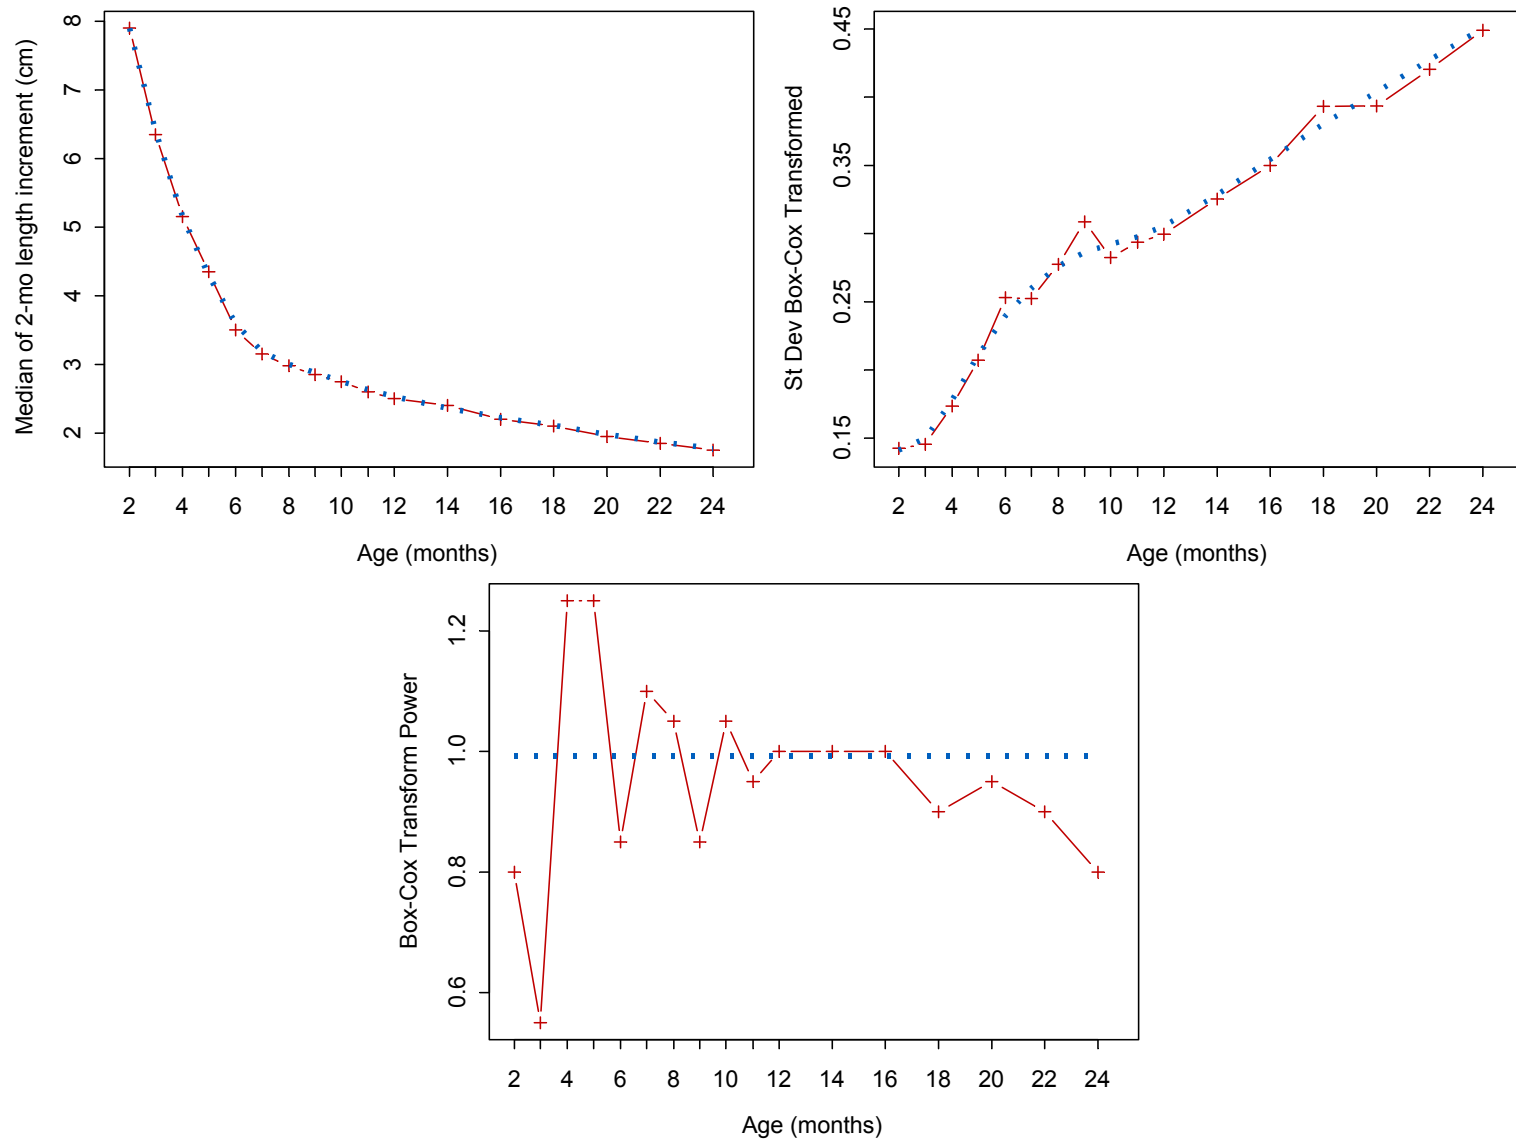 Median of 2-mo length increment (cm)
8
7
6
5
4
3
2
2 4 6 8 10 12 14 16 18 20 22 24
Age (months)
St Dev Box-Cox Transformed
0.45
0.35
0.25
0.15
2 4 6 8 10 12 14 16 18 20 22 24
Age (months)
Box-Cox Transform Power
1.2
1.0
0.8
0.6
2 4 6 8 10 12 14 16 18 20 22 24
Age (months)